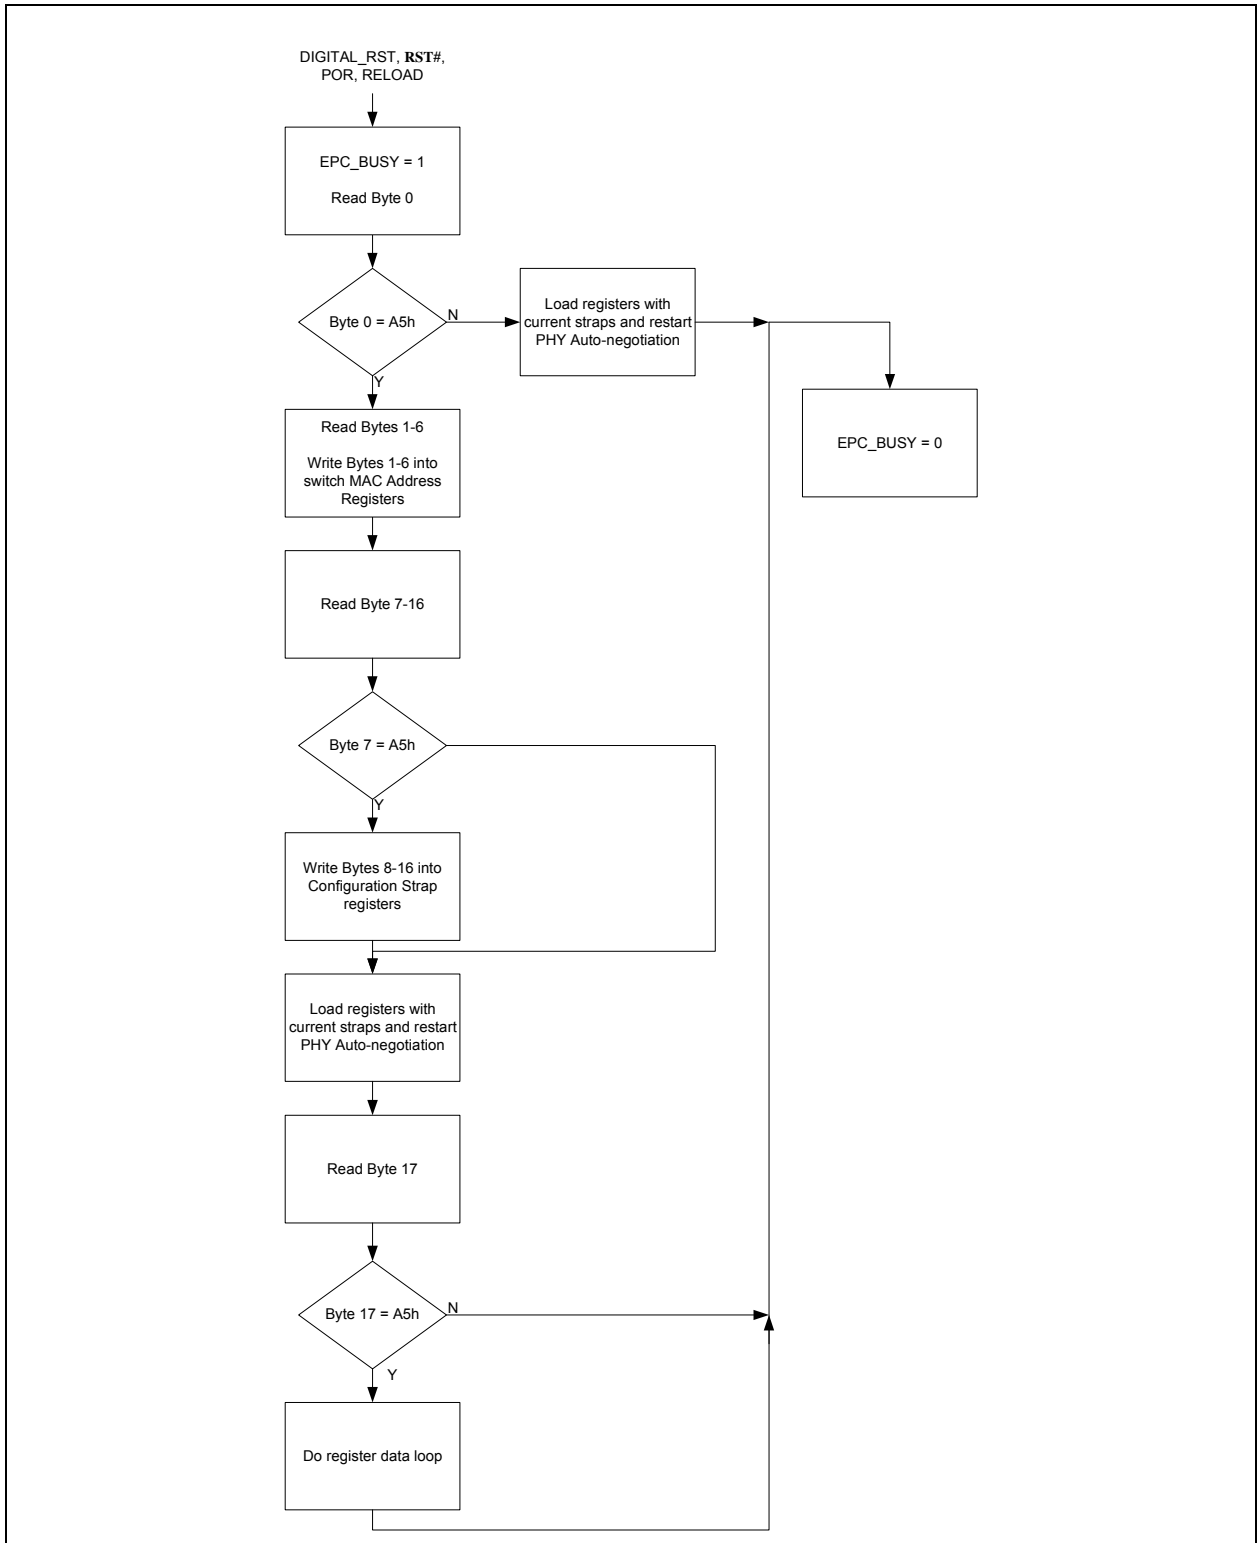 DIGITAL_RST, RST#,
POR, RELOAD
EPC_BUSY = 1
Read Byte 0
Byte 0 = A5h
N
Load registers with
current straps and restart
PHY Auto-negotiation
Y
EPC_BUSY = 0
Read Bytes 1-6
Write Bytes 1-6 into
switch MAC Address
Registers
Read Byte 7-16
Byte 7 = A5h
Y
Write Bytes 8-16 into
Configuration Strap
registers
Load registers with
current straps and restart
PHY Auto-negotiation
Read Byte 17
Byte 17 = A5h
N
Y
Do register data loop